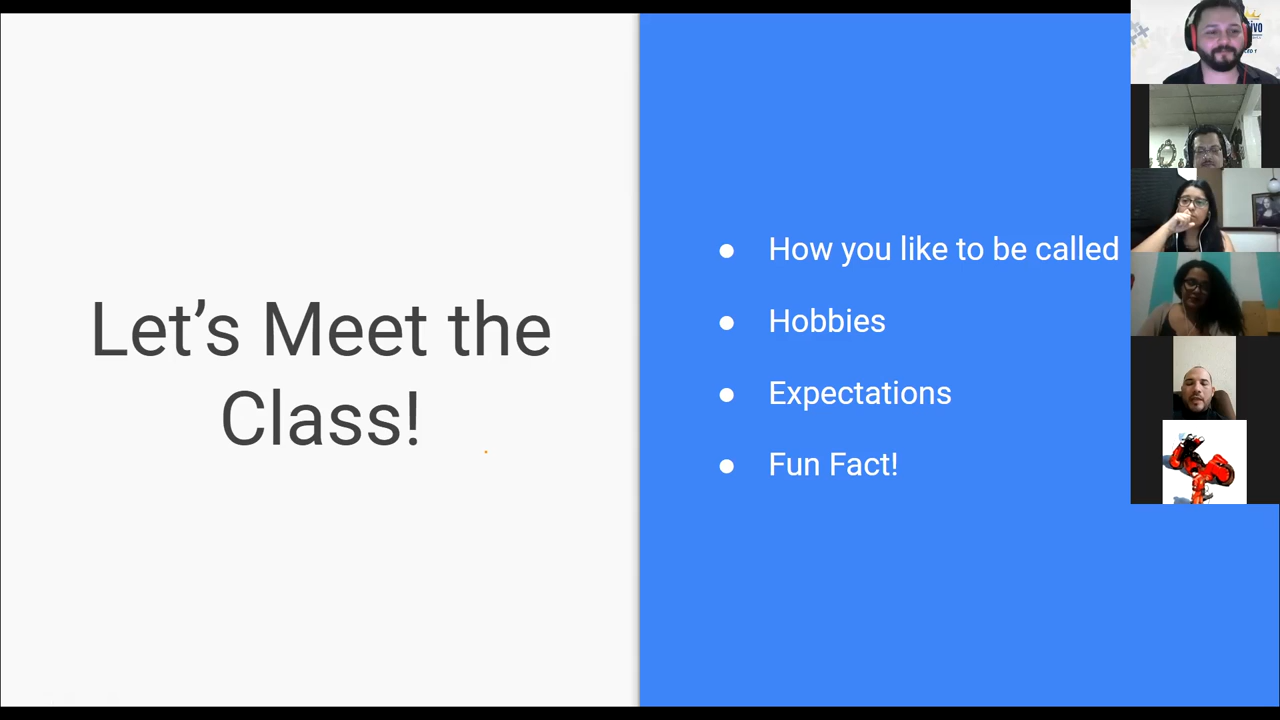 Let's Meet the
Class!
● How you like to be called
● Hobbies
● Expectations
● Fun Fact!